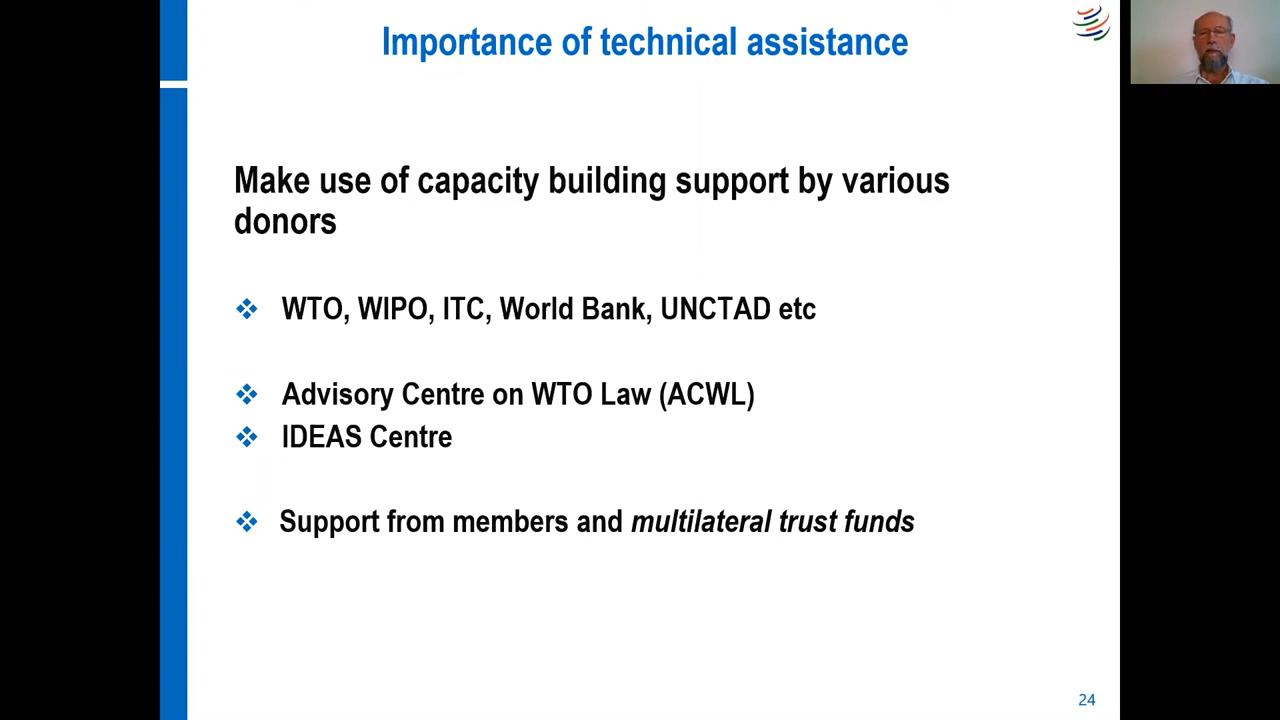 Importance of technical assistance
Make use of capacity building support by various
donors
WTO, WIPO, ITC, World Bank, UNCTAD etc
Advisory Centre on WTO Law (ACWL)
IDEAS Centre
Support from members and multilateral trust funds
24